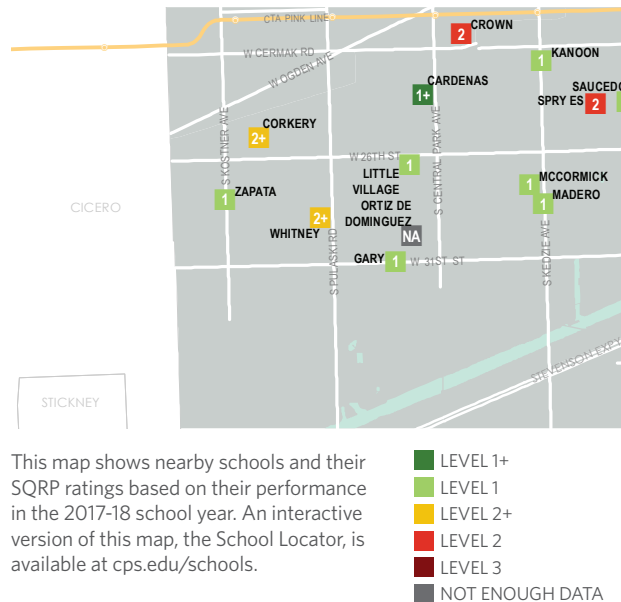 CTA PINK LINE
CROWN
2
W CERMAK RD
KANOON
1
W OGDEN AVE
CARDENAS
1+
SAUCEDO
SPRY ES
2
S KOSTNER AVE
CORKERY
2+
S CENTRAL PARK AVE
W 26TH ST
1
LITTLE
VILLAGE
ORTIZ DE
DOMINGUEZ
NA
ZAPATA
1
MCCORMICK
1
MADERO
1
CICERO
2+
WHITNEY
S PULASKI RD
S KEDZIE AVE
GARY
1
W 31ST ST
STEVENSON EXPY
STICKNEY
This map shows nearby schools and their
SQRP ratings based on their performance
in the 2017-18 school year. An interactive
version of this map, the School Locator, is
available at cps.edu/schools.
LEVEL 1+
LEVEL 1
LEVEL 2+
LEVEL 2
LEVEL 3
NOT ENOUGH DATA